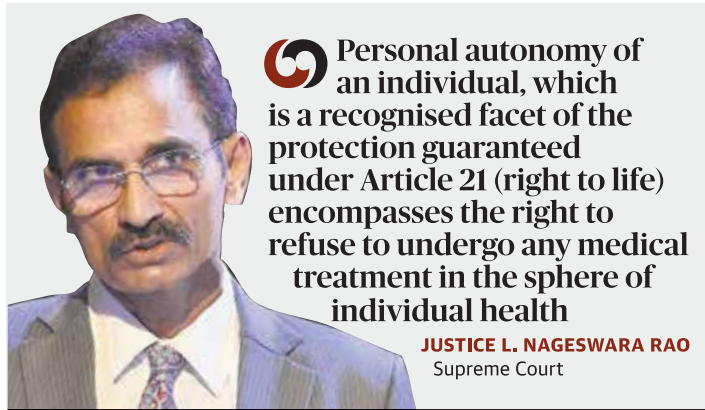 Personal autonomy of
an individual, which
is a recognised facet of the
protection guaranteed
under Article 21 (right to life)
encompasses the right to
refuse to undergo any medical
treatment in the sphere of
individual health
JUSTICE L. NAGESWARA RAO
Supreme Court